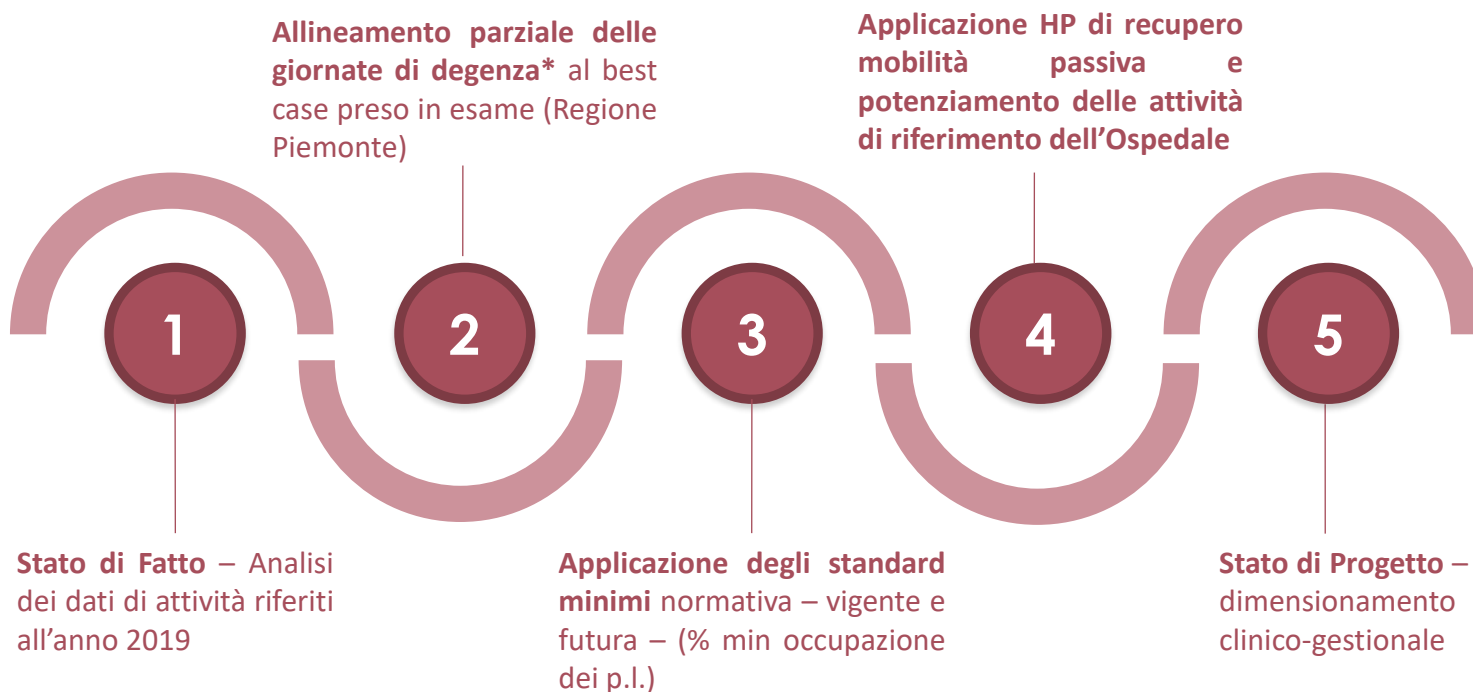 Allineamento parziale delle
giornate di degenza* al best
case preso in esame (Regione
Piemonte)
Applicazione HP di recupero
mobilità passiva e
potenziamento delle attività
di riferimento dell’Ospedale
1
2
3
4
5
Stato di Fatto – Analisi
dei dati di attività riferiti
all’anno 2019
Applicazione degli standard
minimi normativa – vigente e
futura – (% min occupazione
dei p.l.)
Stato di Progetto –
dimensionamento
clinico-gestionale